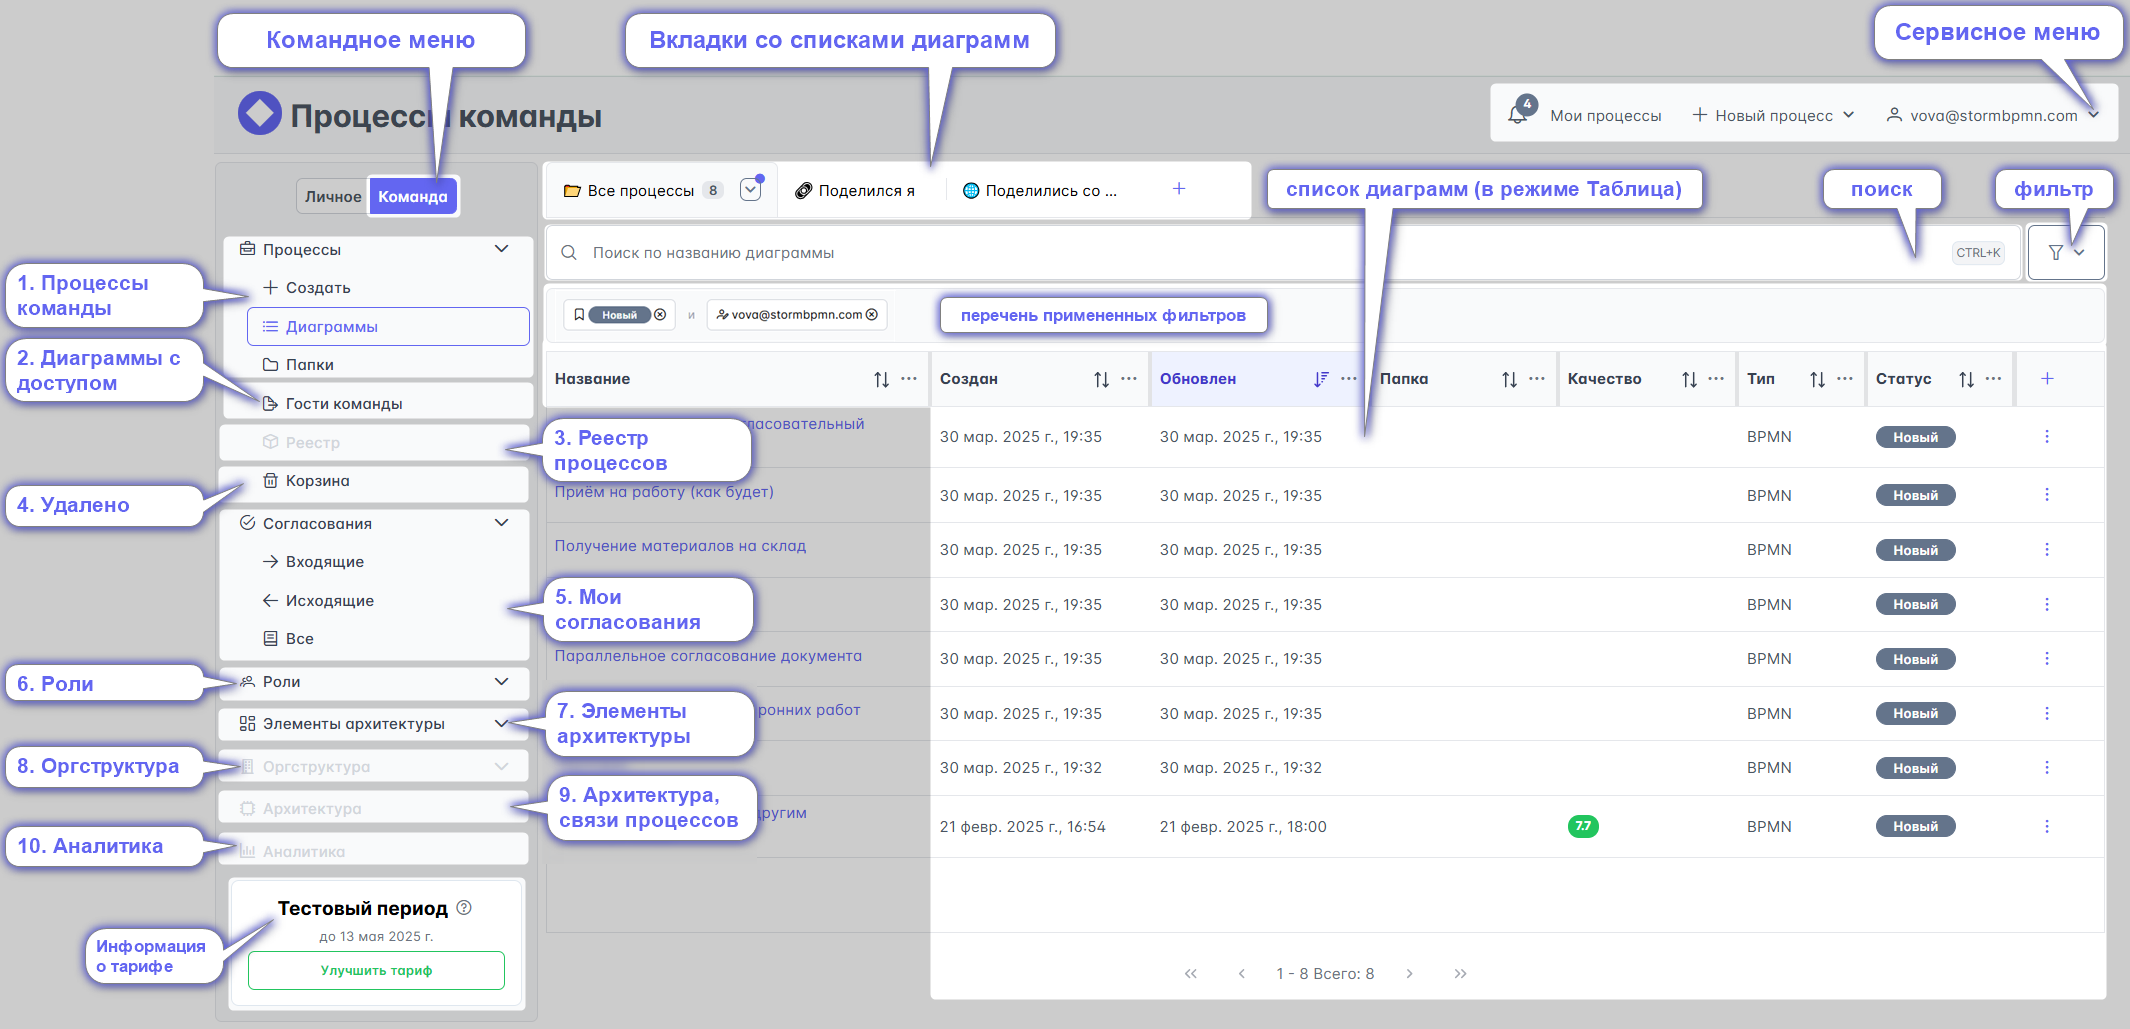 Командное меню
Вкладки со списками диаграмм
Сервисное меню
Процессы команды
4
Мои процессы
Новый процесс
vova@stormbpmn.com
Личное
Команда
Все процессы 8
Поделился я
Поделились со ...
список диаграмм (в режиме Таблица)
поиск
фильтр
Поиск по названию диаграммы
CTRL+K
Новый
и
vova@stormbpmn.com
перечень примененных фильтров
Процессы
Создать
Диаграммы
Папки
Гости команды
Реестр
Корзина
Согласования
Входящие
Исходящие
Все
Роли
Элементы архитектуры
Оргструктура
Архитектура
Аналитика
1. Процессы
команды
2. Диаграммы с
доступом
3. Реестр
процессов
4. Удалено
5. Мои
согласования
6. Роли
7. Элементы
архитектуры
8. Оргструктура
9. Архитектура,
связи процессов
10. Аналитика
Тестовый период
до 13 мая 2025 г.
Улучшить тариф
Информация
о тарифе
Название Создан Обновлен Папка Качество Тип Статус
30 мар. 2025 г., 19:35 30 мар. 2025 г., 19:35 BPMN Новый
Приём на работу (как будет) 30 мар. 2025 г., 19:35 30 мар. 2025 г., 19:35 BPMN Новый
Получение материалов на склад 30 мар. 2025 г., 19:35 30 мар. 2025 г., 19:35 BPMN Новый
30 мар. 2025 г., 19:35 30 мар. 2025 г., 19:35 BPMN Новый
Параллельное согласование документа 30 мар. 2025 г., 19:35 30 мар. 2025 г., 19:35 BPMN Новый
работ 30 мар. 2025 г., 19:35 30 мар. 2025 г., 19:35 BPMN Новый
30 мар. 2025 г., 19:32 30 мар. 2025 г., 19:32 BPMN Новый
другим 21 февр. 2025 г., 16:54 21 февр. 2025 г., 18:00 7.7 BPMN Новый
1 - 8 Всего: 8